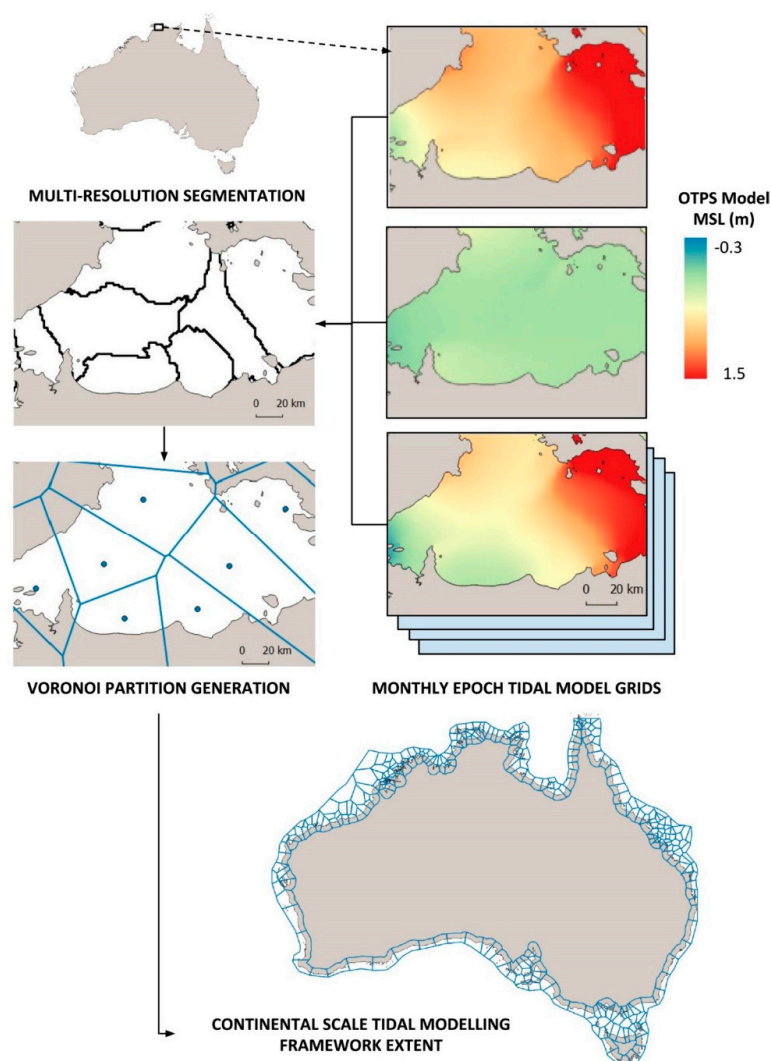 MULTI-RESOLUTION SEGMENTATION
OTPS Model
MSL (m)
-0.3
1.5
0 20 km
0 20 km
0 20 km
VORONOI PARTITION GENERATION
MONTHLY EPOCH TIDAL MODEL GRIDS
CONTINENTAL SCALE TIDAL MODELLING
FRAMEWORK EXTENT